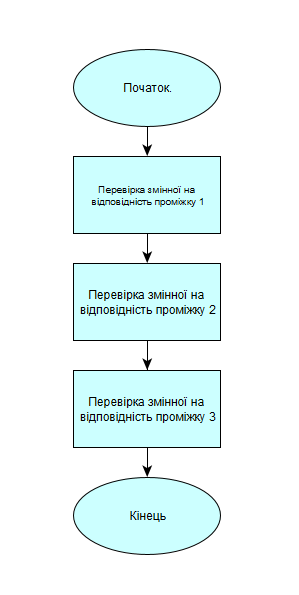 Початок.
Перевірка змінної на
відповідність проміжку 1
Перевірка змінної на
відповідність проміжку 2
Перевірка змінної на
відповідність проміжку 3
Кінець